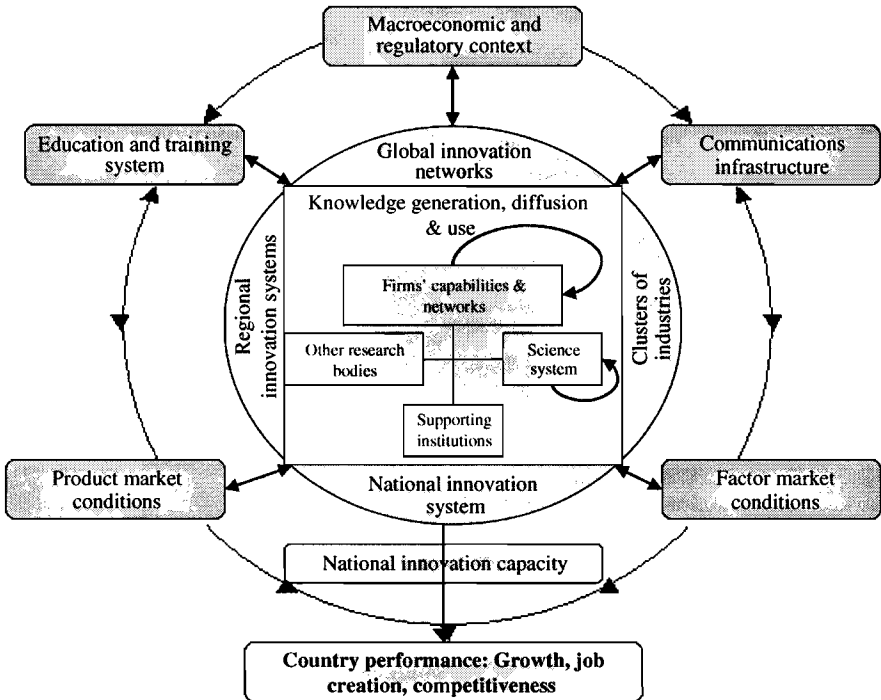 Macroeconomic and
regulatory context
Education and training
system
Communications
infrastructure
Global innovation
networks
Knowledge generation, diffusion
& use
Regional
innovation systems
Firms' capabilities &
networks
Clusters of
industries
Other research
bodies
Science
system
Supporting
institutions
Product market
conditions
National innovation
system
Factor market
conditions
National innovation capacity
Country performance: Growth, job
creation, competitiveness